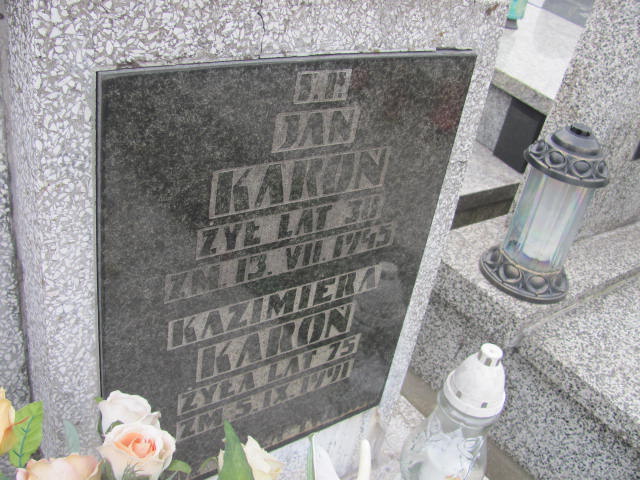 Ś.P.
JAN
KAROŃ
ŻYŁ LAT 38
ZM. 13. VII. 1945
KAZIMIERA
KAROŃ
ŻYŁA LAT 75
ZM 5. IX. 1991